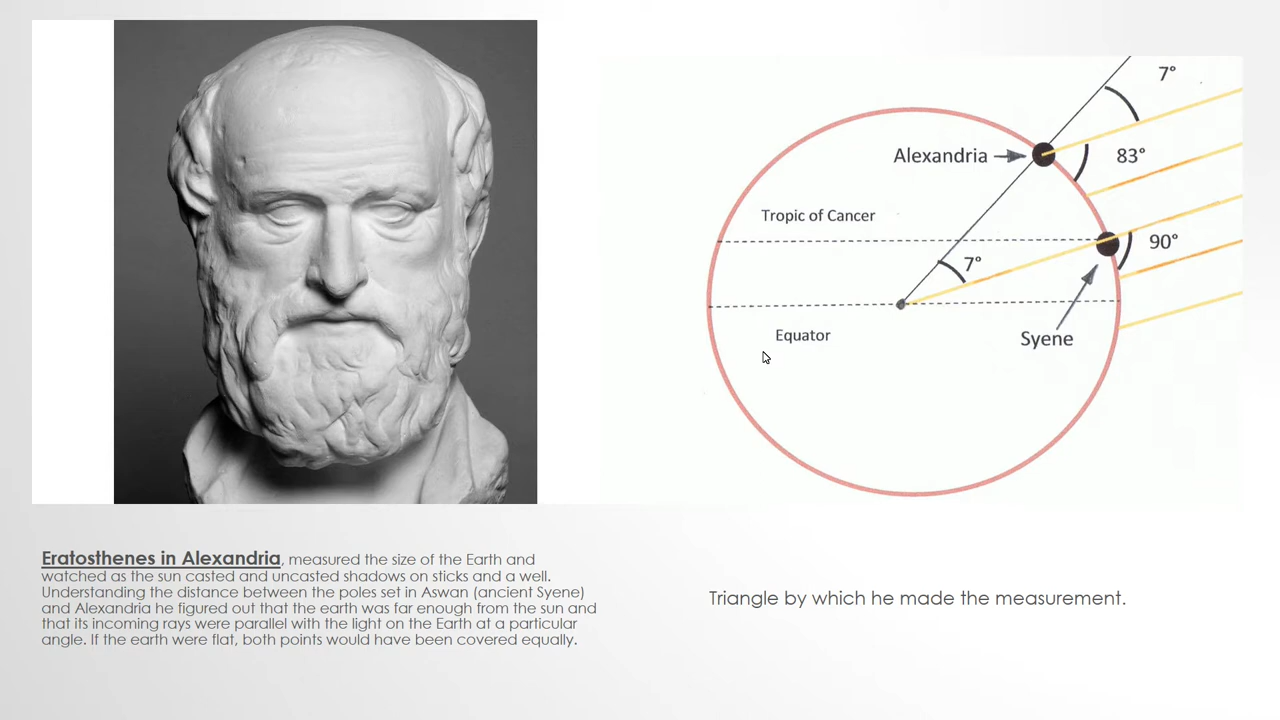 7°
Alexandria
83°
Tropic of Cancer
90°
7°
Equator
Syene
Eratosthenes in Alexandria, measured the size of the Earth and
watched as the sun casted and uncasted shadows on sticks and a well.
Understanding the distance between the poles set in Aswan (ancient Syene)
and Alexandria he figured out that the earth was far enough from the sun and
that its incoming rays were parallel with the light on the Earth at a particular
angle. If the earth were flat, both points would have been covered equally.
Triangle by which he made the measurement.